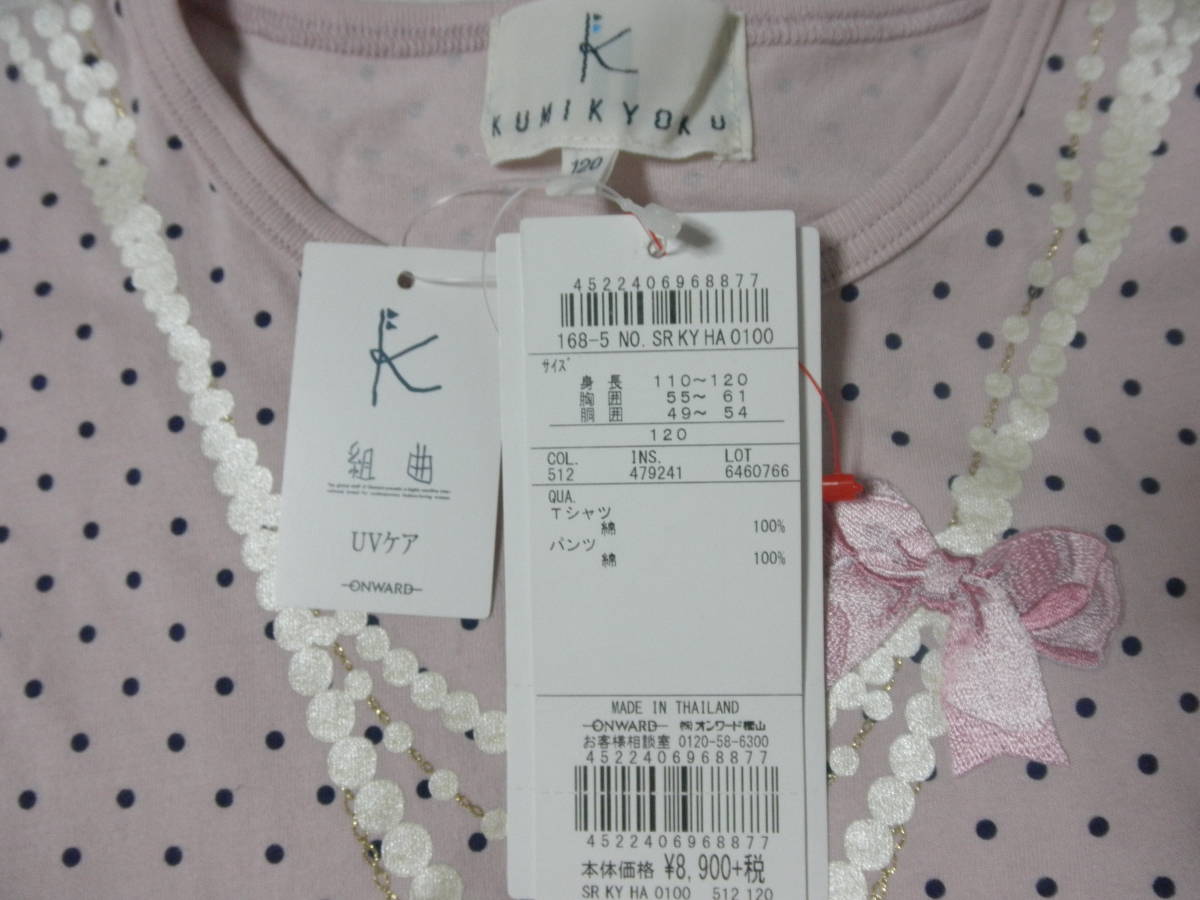 K
KUMIKYOKU
120
K
組曲
UVケア
ONWARD
4522406968877
168-5 NO. SR KY HA 0100
サイズ
身長 110～120
胸囲 55～ 61
胴囲 49～ 54
120
COL. INS. LOT
512 479241 6460766
QUA.
Tシャツ
綿 100%
パンツ
綿 100%
MADE IN THAILAND
ONWARD ㈱オンワード樫山
お客様相談室 0120-58-6300
4522406968877
4522406968877
本体価格 ¥8,900+税
SR KY HA 0100 512 120